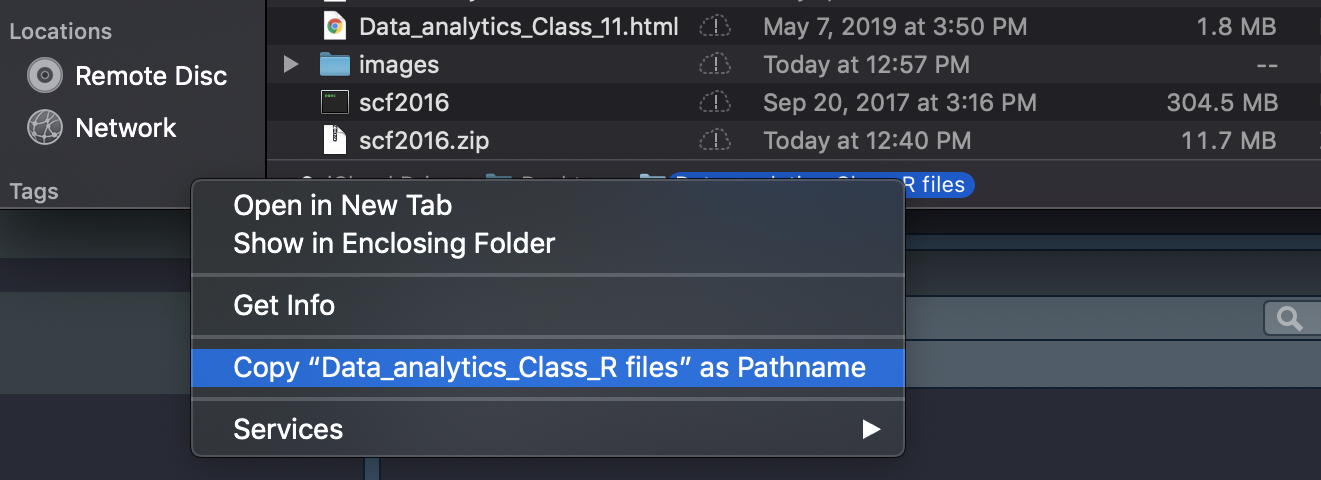 Locations
Remote Disc
Network
Tags
Data_analytics_Class_11.html May 7, 2019 at 3:50 PM 1.8 MB
images Today at 12:57 PM --
scf2016 Sep 20, 2017 at 3:16 PM 304.5 MB
scf2016.zip Today at 12:40 PM 11.7 MB
R files
Open in New Tab
Show in Enclosing Folder
Get Info
Copy “Data_analytics_Class_R files” as Pathname
Services